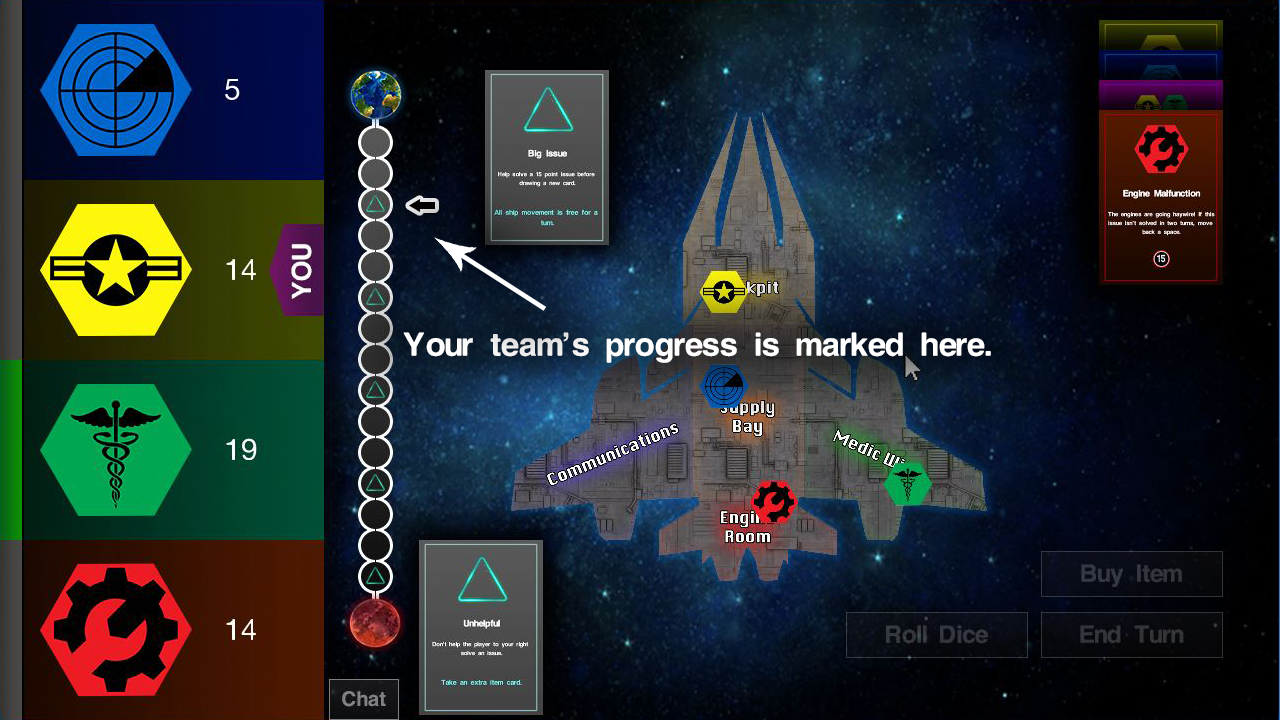 5
14
YOU
19
14
Big Issue
Help solve a 15 point issue before
drawing a new card.
All ship movement is free for a
turn.
Engine Malfunction
The engines are going haywire! If this
issue isn't solved in two turns, move
back a space.
15
kpit
Your team's progress is marked here.
Supply
Bay
Communications
Medic Wi
Engin
Room
Unhelpful
Don't help the player to your right
solve an issue.
Take an extra item card.
Buy Item
Roll Dice
End Turn
Chat